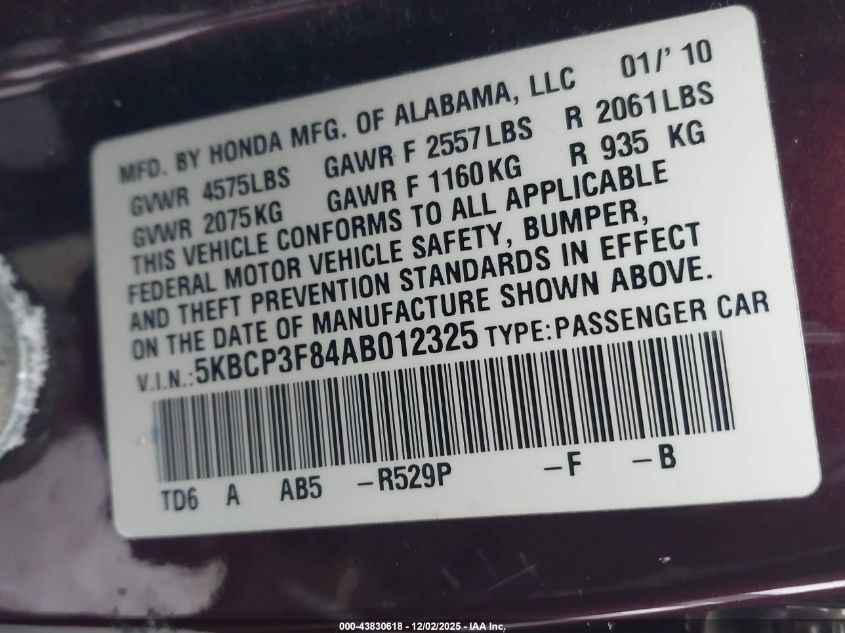 MFD. BY HONDA MFG. OF ALABAMA, LLC 01/' 10
GVWR 4575LBS GAWR F 2557LBS R 2061LBS
GVWR 2075KG GAWR F 1160KG R 935 KG
THIS VEHICLE CONFORMS TO ALL APPLICABLE
FEDERAL MOTOR VEHICLE SAFETY, BUMPER,
AND THEFT PREVENTION STANDARDS IN EFFECT
ON THE DATE OF MANUFACTURE SHOWN ABOVE.
V.I.N.:5KBCP3F84AB012325 TYPE:PASSENGER CAR
TD6 A AB5 -R529P -F -B
000-43830618 - 12/02/2025 - IAA Inc.